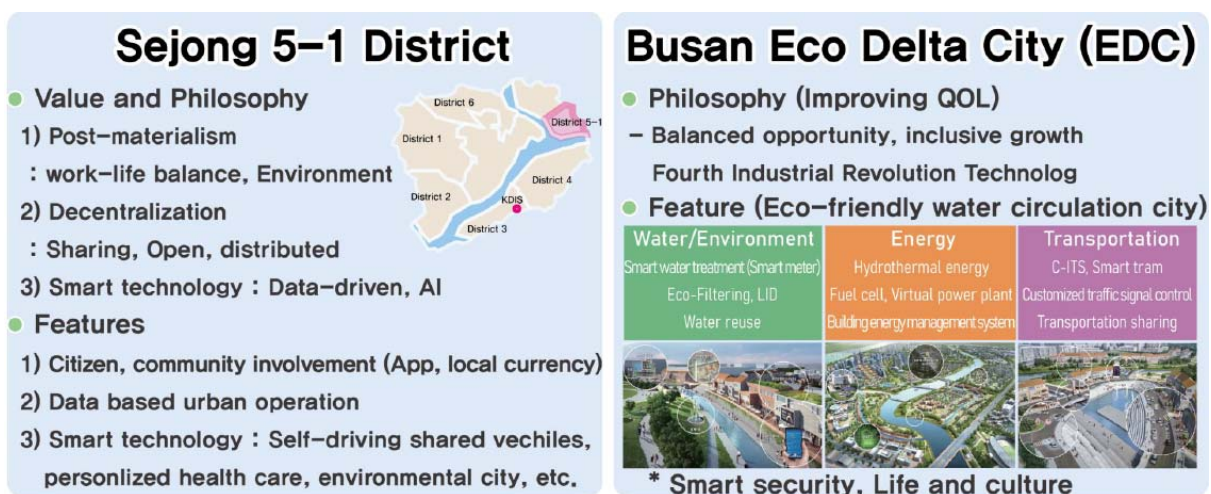 Sejong 5-1 District
Value and Philosophy
1) Post-materialism
: work-life balance, Environment
2) Decentralization
: Sharing, Open, distributed
3) Smart technology : Data-driven, AI
Features
1) Citizen, community involvement (App, local currency)
2) Data based urban operation
3) Smart technology : Self-driving shared vechiles,
personlized health care, environmental city, etc.
District 6
District 5-1
District 1
District 4
District 2
KDIS
District 3
Busan Eco Delta City (EDC)
Philosophy (Improving QOL)
- Balanced opportunity, inclusive growth
Fourth Industrial Revolution Technolog
Feature (Eco-friendly water circulation city)
Water/Environment
Smart water treatment (Smart meter)
Eco-Filtering, LID
Water reuse
Energy
Hydrothermal energy
Fuel cell, Virtual power plant
Building energy management system
Transportation
C-ITS, Smart tram
Customized traffic signal control
Transportation sharing
* Smart security, Life and culture